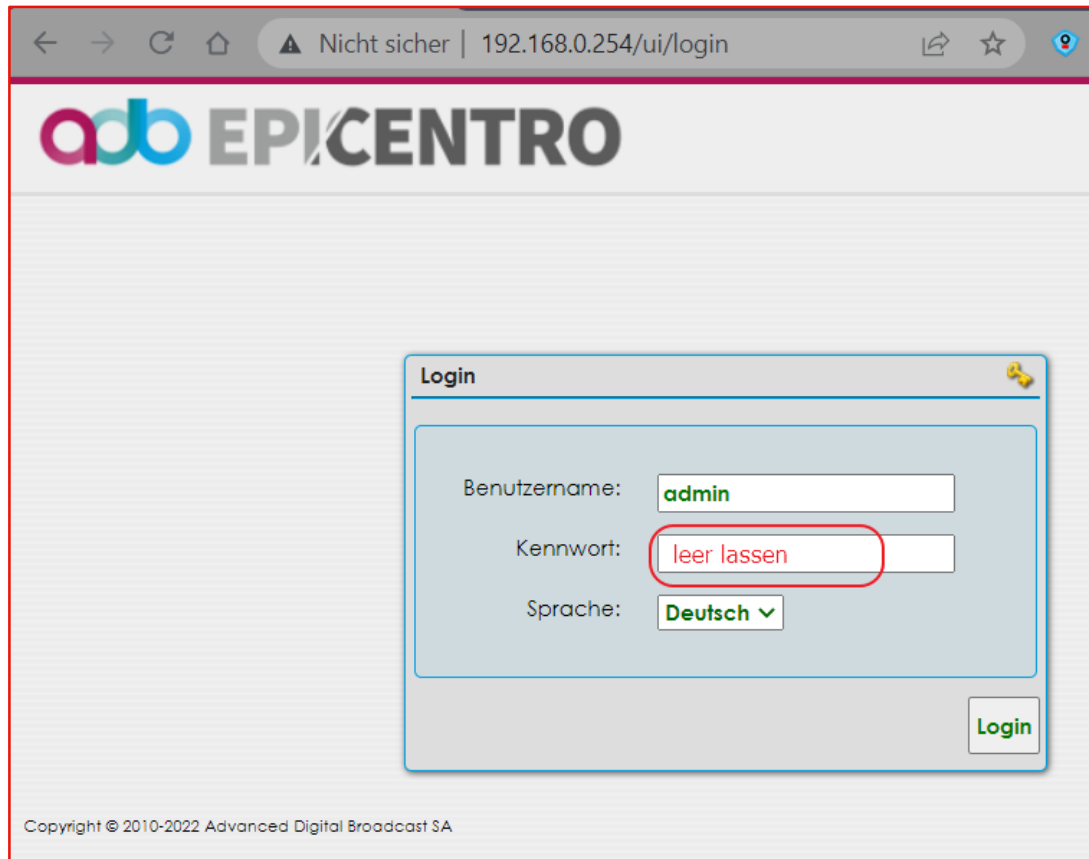 Nicht sicher | 192.168.0.254/ui/login
adb EPICENTRO
Login
Benutzername: admin
Kennwort: leer lassen
Sprache: Deutsch
Login
Copyright © 2010-2022 Advanced Digital Broadcast SA